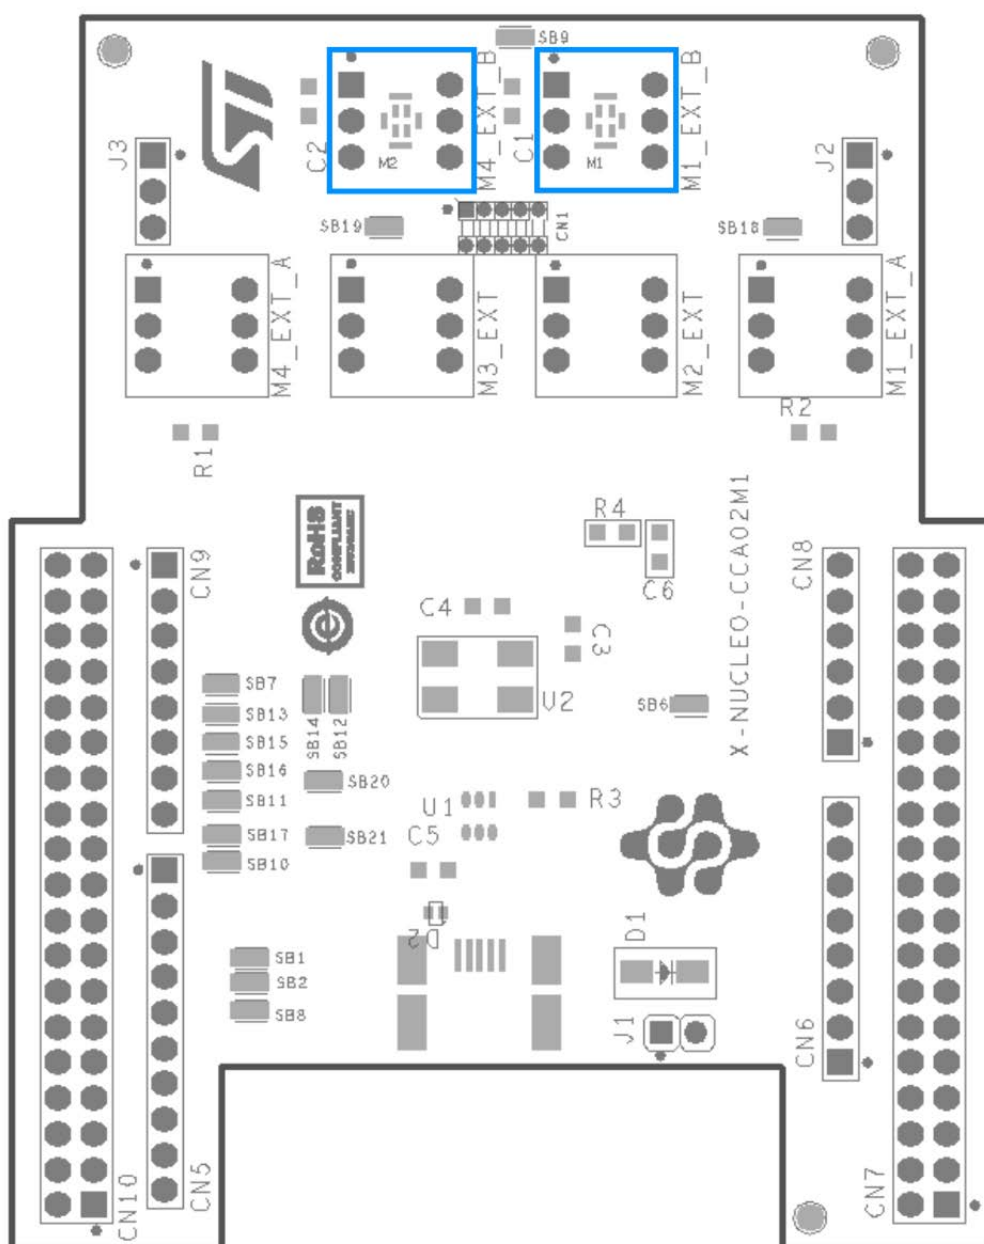 SB9
C2
M2
M4_EXT_B
C1
M1
M1_EXT_B
J3
J2
SB19
CN1
SB18
M4_EXT_A
M3_EXT
M2_EXT
M1_EXT_A
R1
R2
RoHS
COMPLIANT
R4
C6
X-NUCLEO-CCA02M1
CN9
CN8
C4
C3
U2
SB7
SB13
SB15
SB16
SB11
SB17
SB10
SB14
SB12
SB20
SB21
SB6
U1
R3
C5
D2
D1
SB1
SB2
SB8
J1
CN6
CN5
CN10
CN7